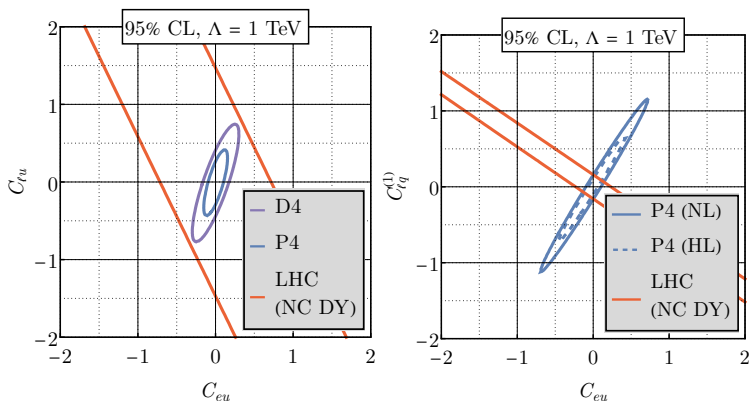 95% CL, Λ = 1 TeV
2
1
0
−1
−2
C_{ℓu}
D4
P4
LHC
(NC DY)
−2 −1 0 1 2
C_{eu}
95% CL, Λ = 1 TeV
2
1
0
−1
−2
C_{ℓq}^{(1)}
P4 (NL)
P4 (HL)
LHC
(NC DY)
−2 −1 0 1 2
C_{eu}